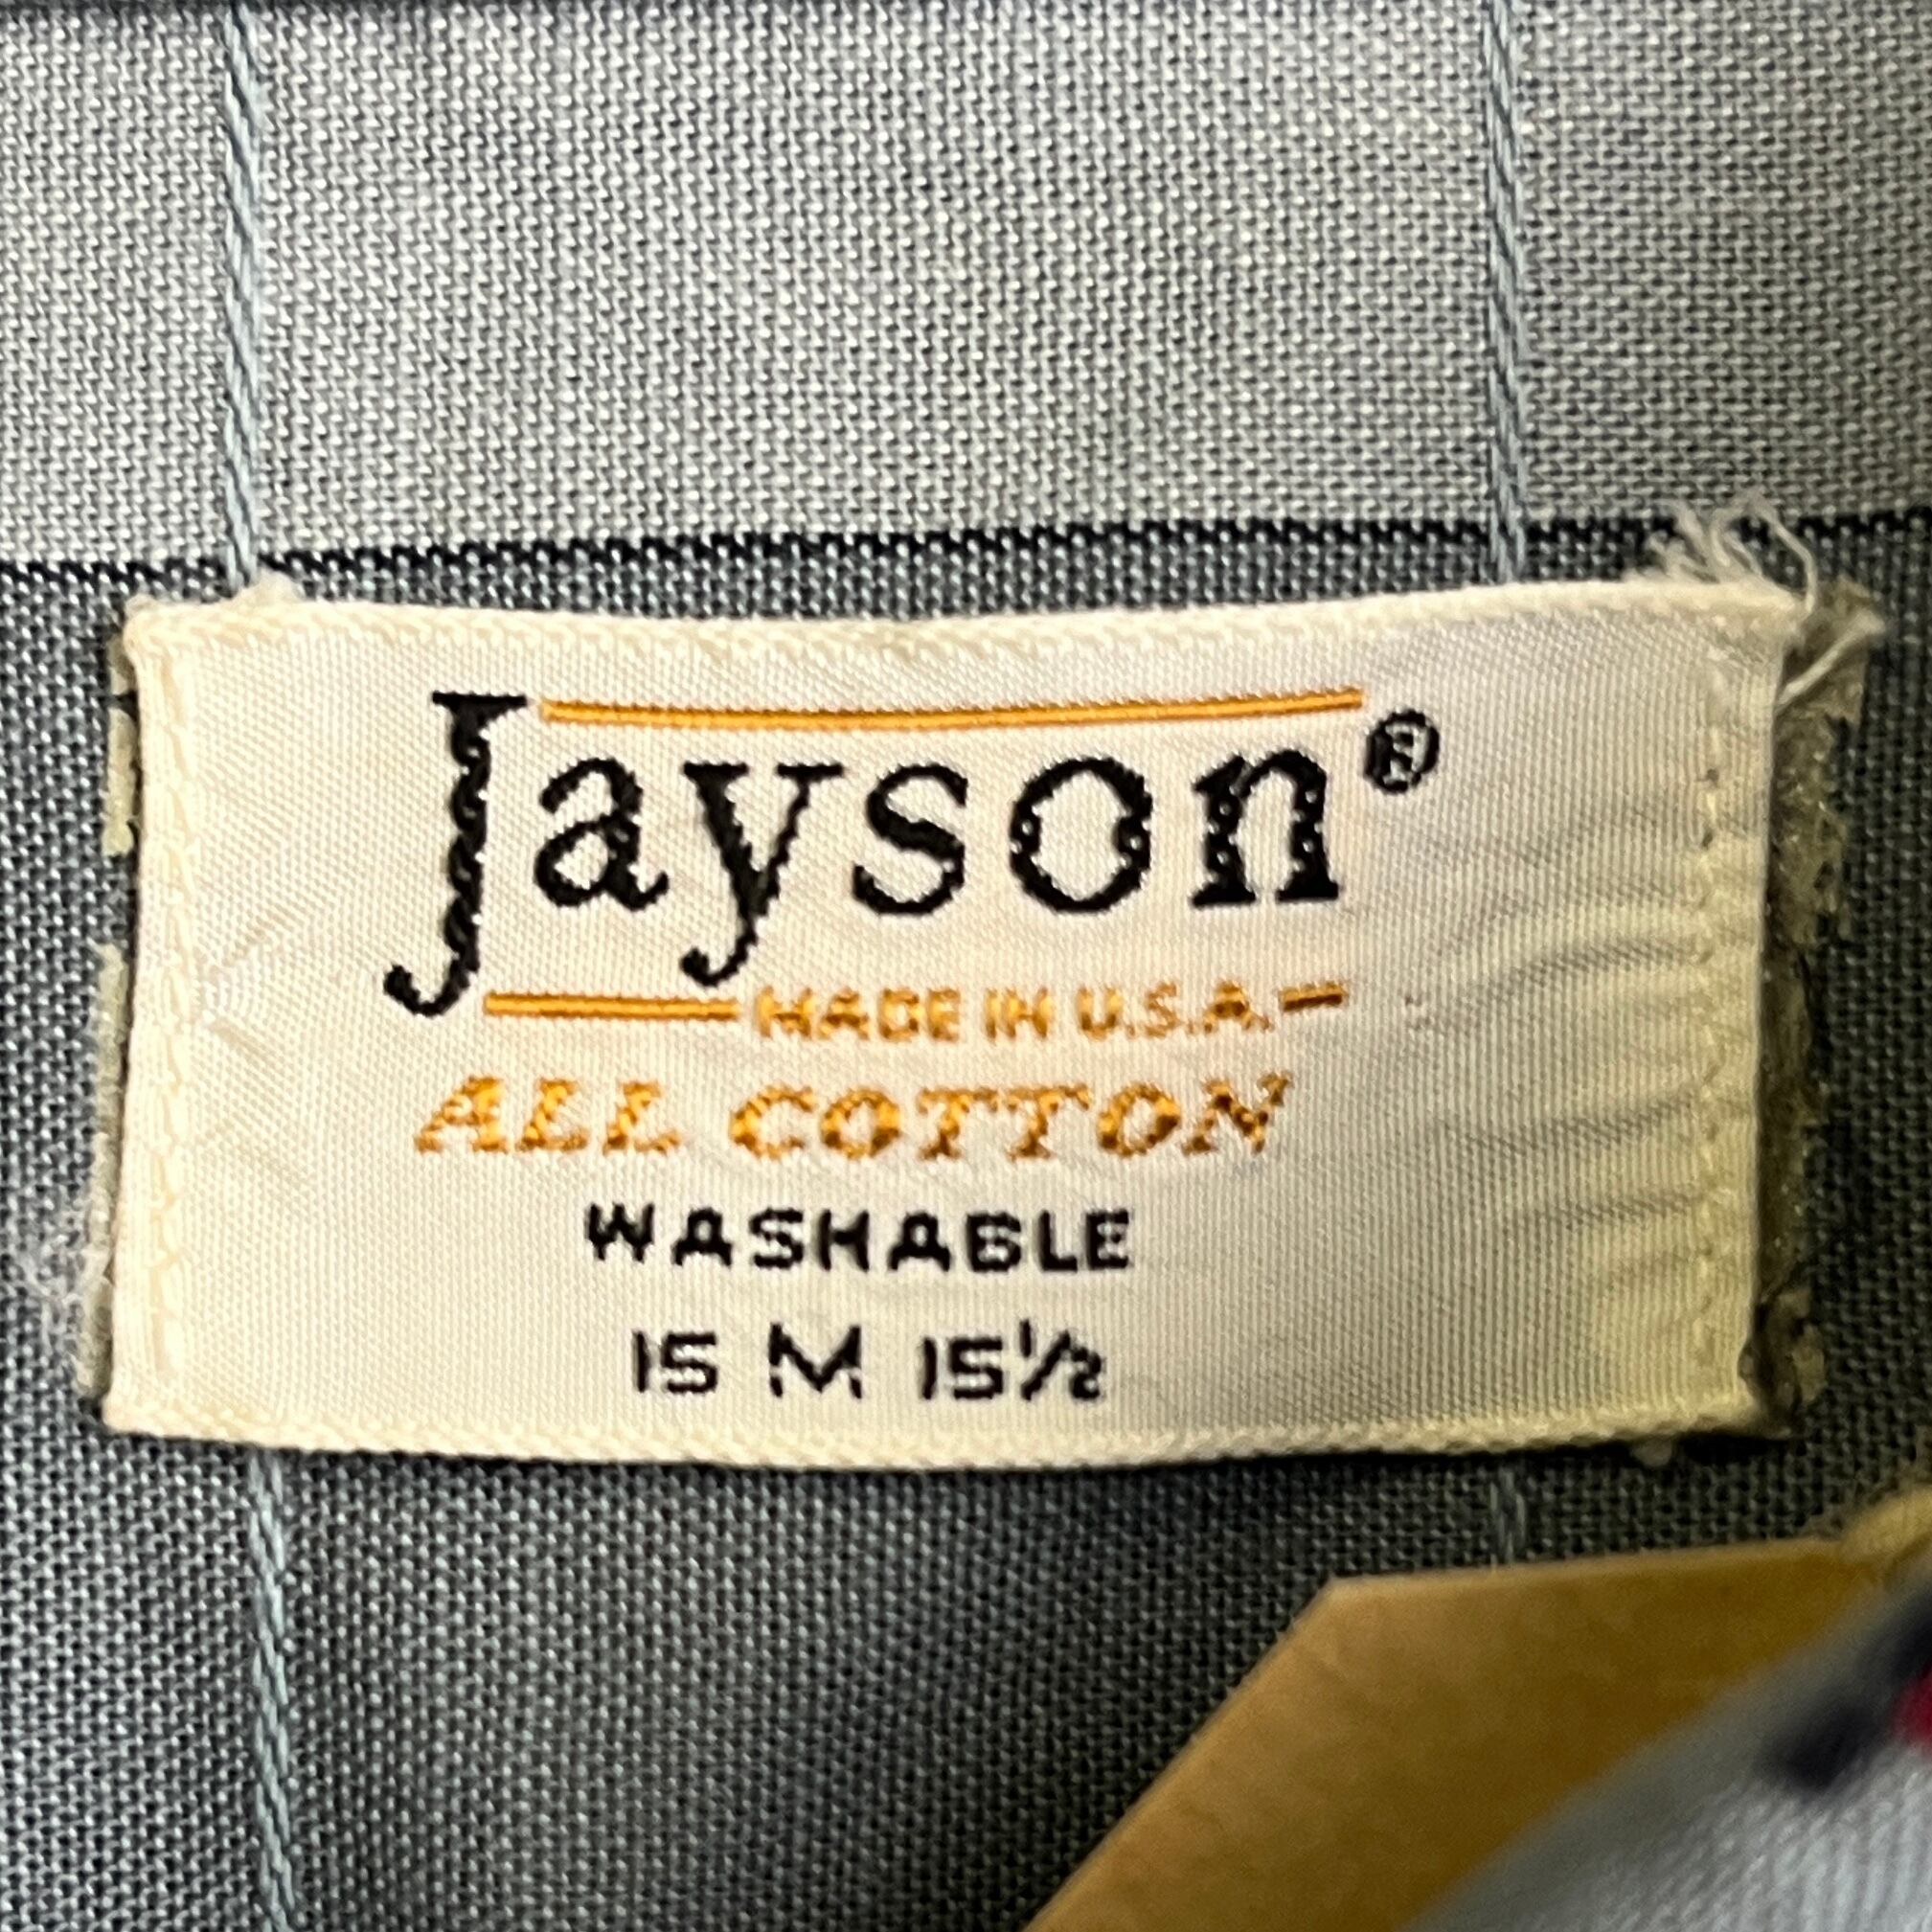 Jayson®
MADE IN U.S.A.
ALL COTTON
WASHABLE
15 M 15½